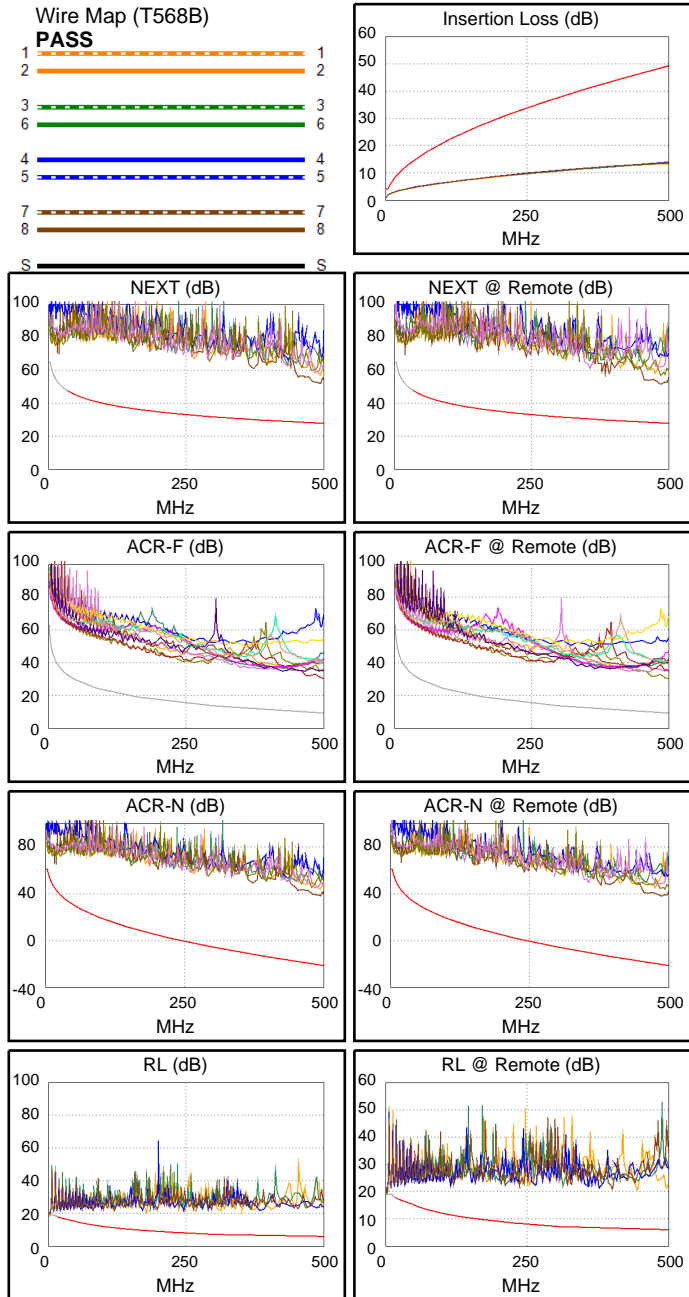 Wire Map (T568B)
PASS
1 1
2 2
3 3
6 6
4 4
5 5
7 7
8 8
S S
Insertion Loss (dB)
60
50
40
30
20
10
0
0 250 500
MHz
NEXT (dB)
100
80
60
40
20
0
0 250 500
MHz
NEXT @ Remote (dB)
100
80
60
40
20
0
0 250 500
MHz
ACR-F (dB)
100
80
60
40
20
0
0 250 500
MHz
ACR-F @ Remote (dB)
100
80
60
40
20
0
0 250 500
MHz
ACR-N (dB)
80
40
0
-40
0 250 500
MHz
ACR-N @ Remote (dB)
80
40
0
-40
0 250 500
MHz
RL (dB)
100
80
60
40
20
0
0 250 500
MHz
RL @ Remote (dB)
60
50
40
30
20
10
0
0 250 500
MHz